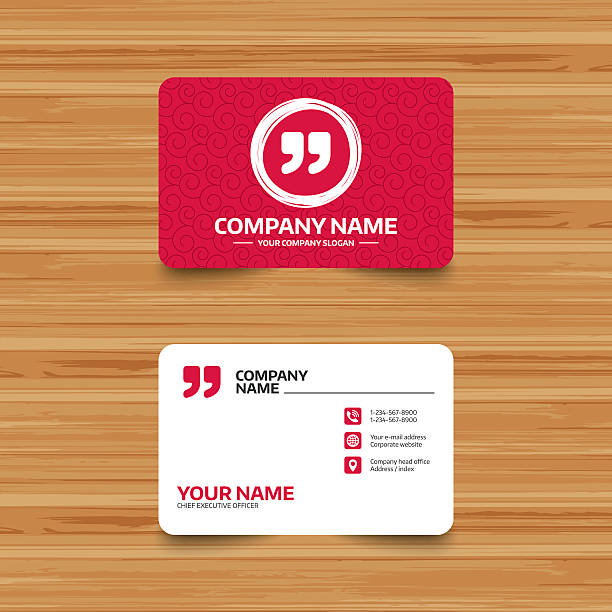 ”
COMPANY NAME
YOUR COMPANY SLOGAN
”
COMPANY
NAME
1-234-567-8900
1-234-567-8900
Your e-mail address
Corporate website
Company head office
Address / index
YOUR NAME
CHIEF EXECUTIVE OFFICER